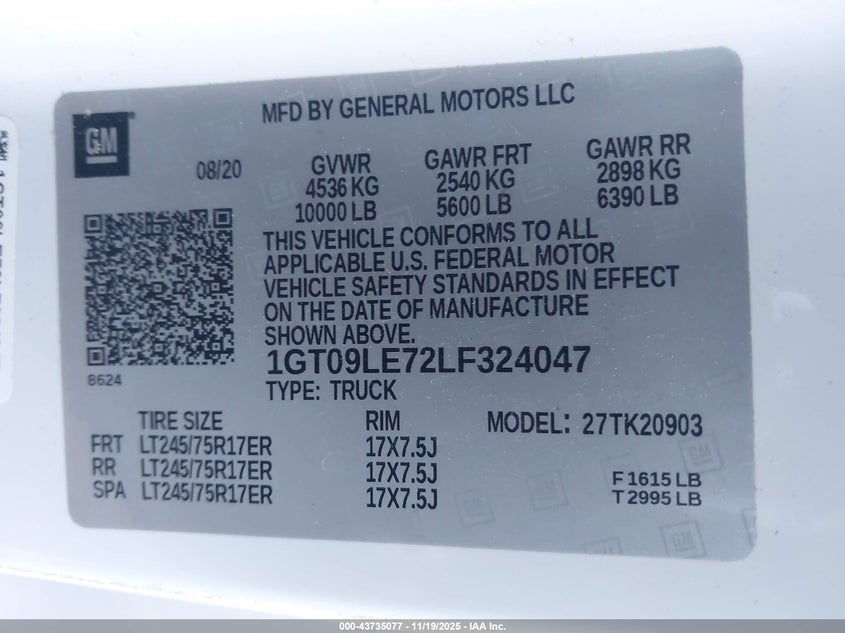 MFD BY GENERAL MOTORS LLC
GM
08/20
GVWR GAWR FRT GAWR RR
4536 KG 2540 KG 2898 KG
10000 LB 5600 LB 6390 LB
THIS VEHICLE CONFORMS TO ALL
APPLICABLE U.S. FEDERAL MOTOR
VEHICLE SAFETY STANDARDS IN EFFECT
ON THE DATE OF MANUFACTURE
SHOWN ABOVE.
8624
1GT09LE72LF324047
TYPE: TRUCK
TIRE SIZE RIM MODEL: 27TK20903
FRT LT245/75R17ER 17X7.5J
RR LT245/75R17ER 17X7.5J F1615 LB
SPA LT245/75R17ER 17X7.5J T2995 LB
000-43735077 - 11/19/2025 - IAA Inc.